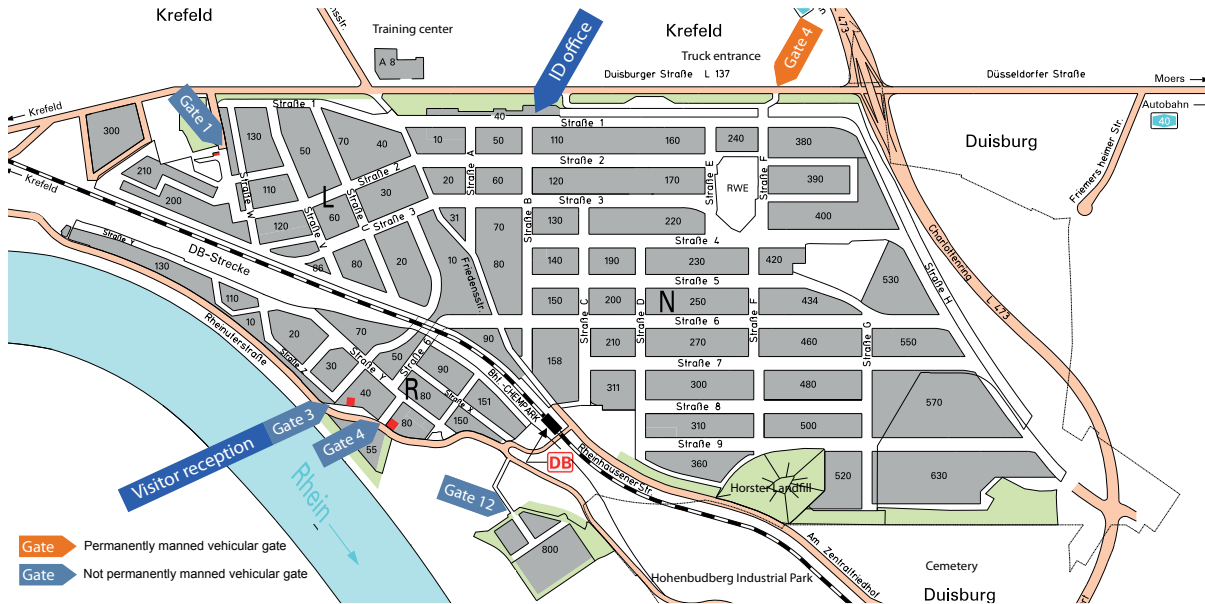 Krefeld
Training center
Krefeld
Truck entrance
Gate 4
473
ID office
A 8
Duisburger Straße L 137
Düsseldorfer Straße
Moers
Autobahn
40
Krefeld
Gate 1
Straße 1
40
Straße 1
300
130
50
70
40
10
50
110
160
240
380
Duisburg
Friemersheimer Str.
Krefeld
210
200
Straße W
110
L
Straße 2
Straße A
Straße 2
Straße E
Straße F
30
20
60
120
170
RWE
390
120
60
Straße V
Straße U
Straße 3
31
Straße B
Straße 3
130
220
400
70
Straße 4
Straße Y
DB-Strecke
130
86
80
20
10
80
Friedensstr.
140
190
230
420
530
Charlottenring
Straße H
Straße 5
110
150
Straße C
200
Straße D
N
250
Straße F
434
L 473
Rheinuferstraße
10
20
70
Straße 6
Straße 6
90
158
210
270
460
Straße G
550
Straße Z
30
Straße Y
50
90
Straße 7
311
300
480
570
40
R
80
Straße X
151
Bhf.-CHEMPARK
Straße 8
Gate 3
Gate 4
80
150
310
500
Straße 9
55
DB
Rheinhausener Str.
360
520
630
Visitor reception
Rhein
Gate 12
Horster Landfill
800
Am Zentralfriedhof
Gate
Permanently manned vehicular gate
Gate
Not permanently manned vehicular gate
Hohenbudberg Industrial Park
Cemetery
Duisburg